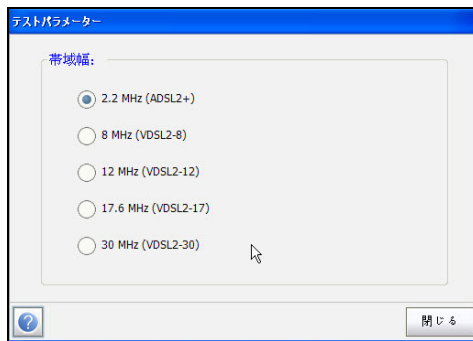 テストパラメーター
帯域幅:
2.2 MHz (ADSL2+)
8 MHz (VDSL2-8)
12 MHz (VDSL2-12)
17.6 MHz (VDSL2-17)
30 MHz (VDSL2-30)
?
閉じる